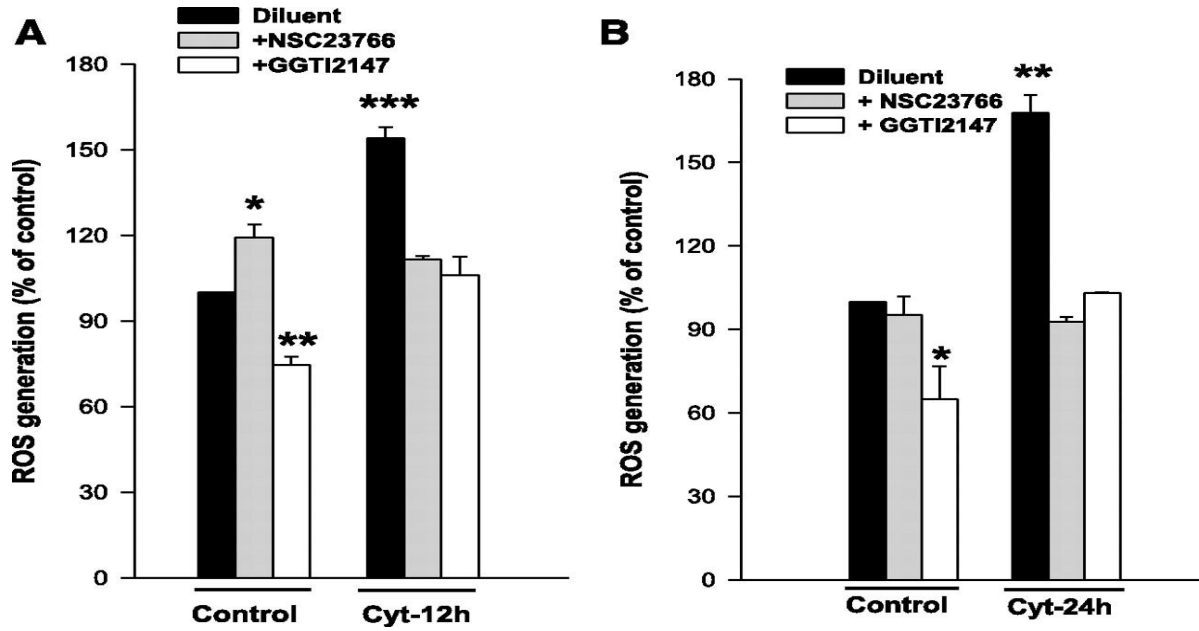 A
Diluent
+NSC23766
+GGTI2147
ROS generation (% of control)
180
150
120
90
60
30
0
*
**
***
Control
Cyt-12h
B
Diluent
+ NSC23766
+ GGTI2147
ROS generation (% of control)
180
150
120
90
60
30
0
*
**
Control
Cyt-24h